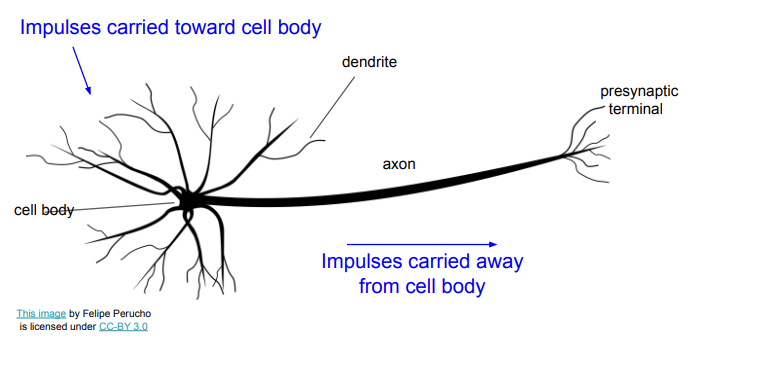 Impulses carried toward cell body
dendrite
presynaptic
terminal
axon
cell body
Impulses carried away
from cell body
This image by Felipe Perucho
is licensed under CC-BY 3.0